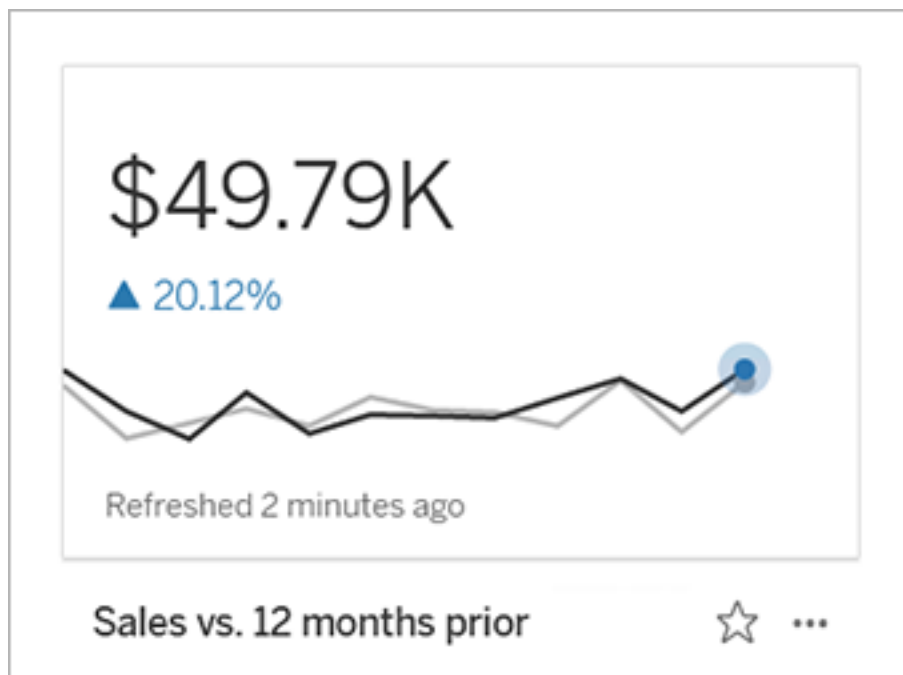 $49.79K
▲ 20.12%
Refreshed 2 minutes ago
Sales vs. 12 months prior